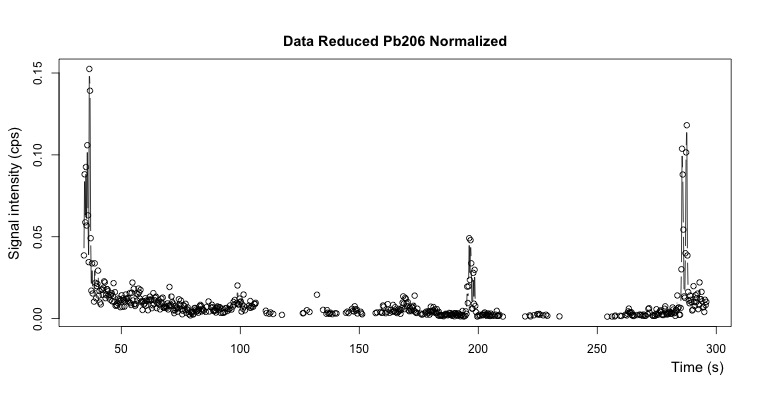 Data Reduced Pb206 Normalized
Signal intensity (cps)
0.15
0.10
0.05
0.00
50 100 150 200 250 300
Time (s)